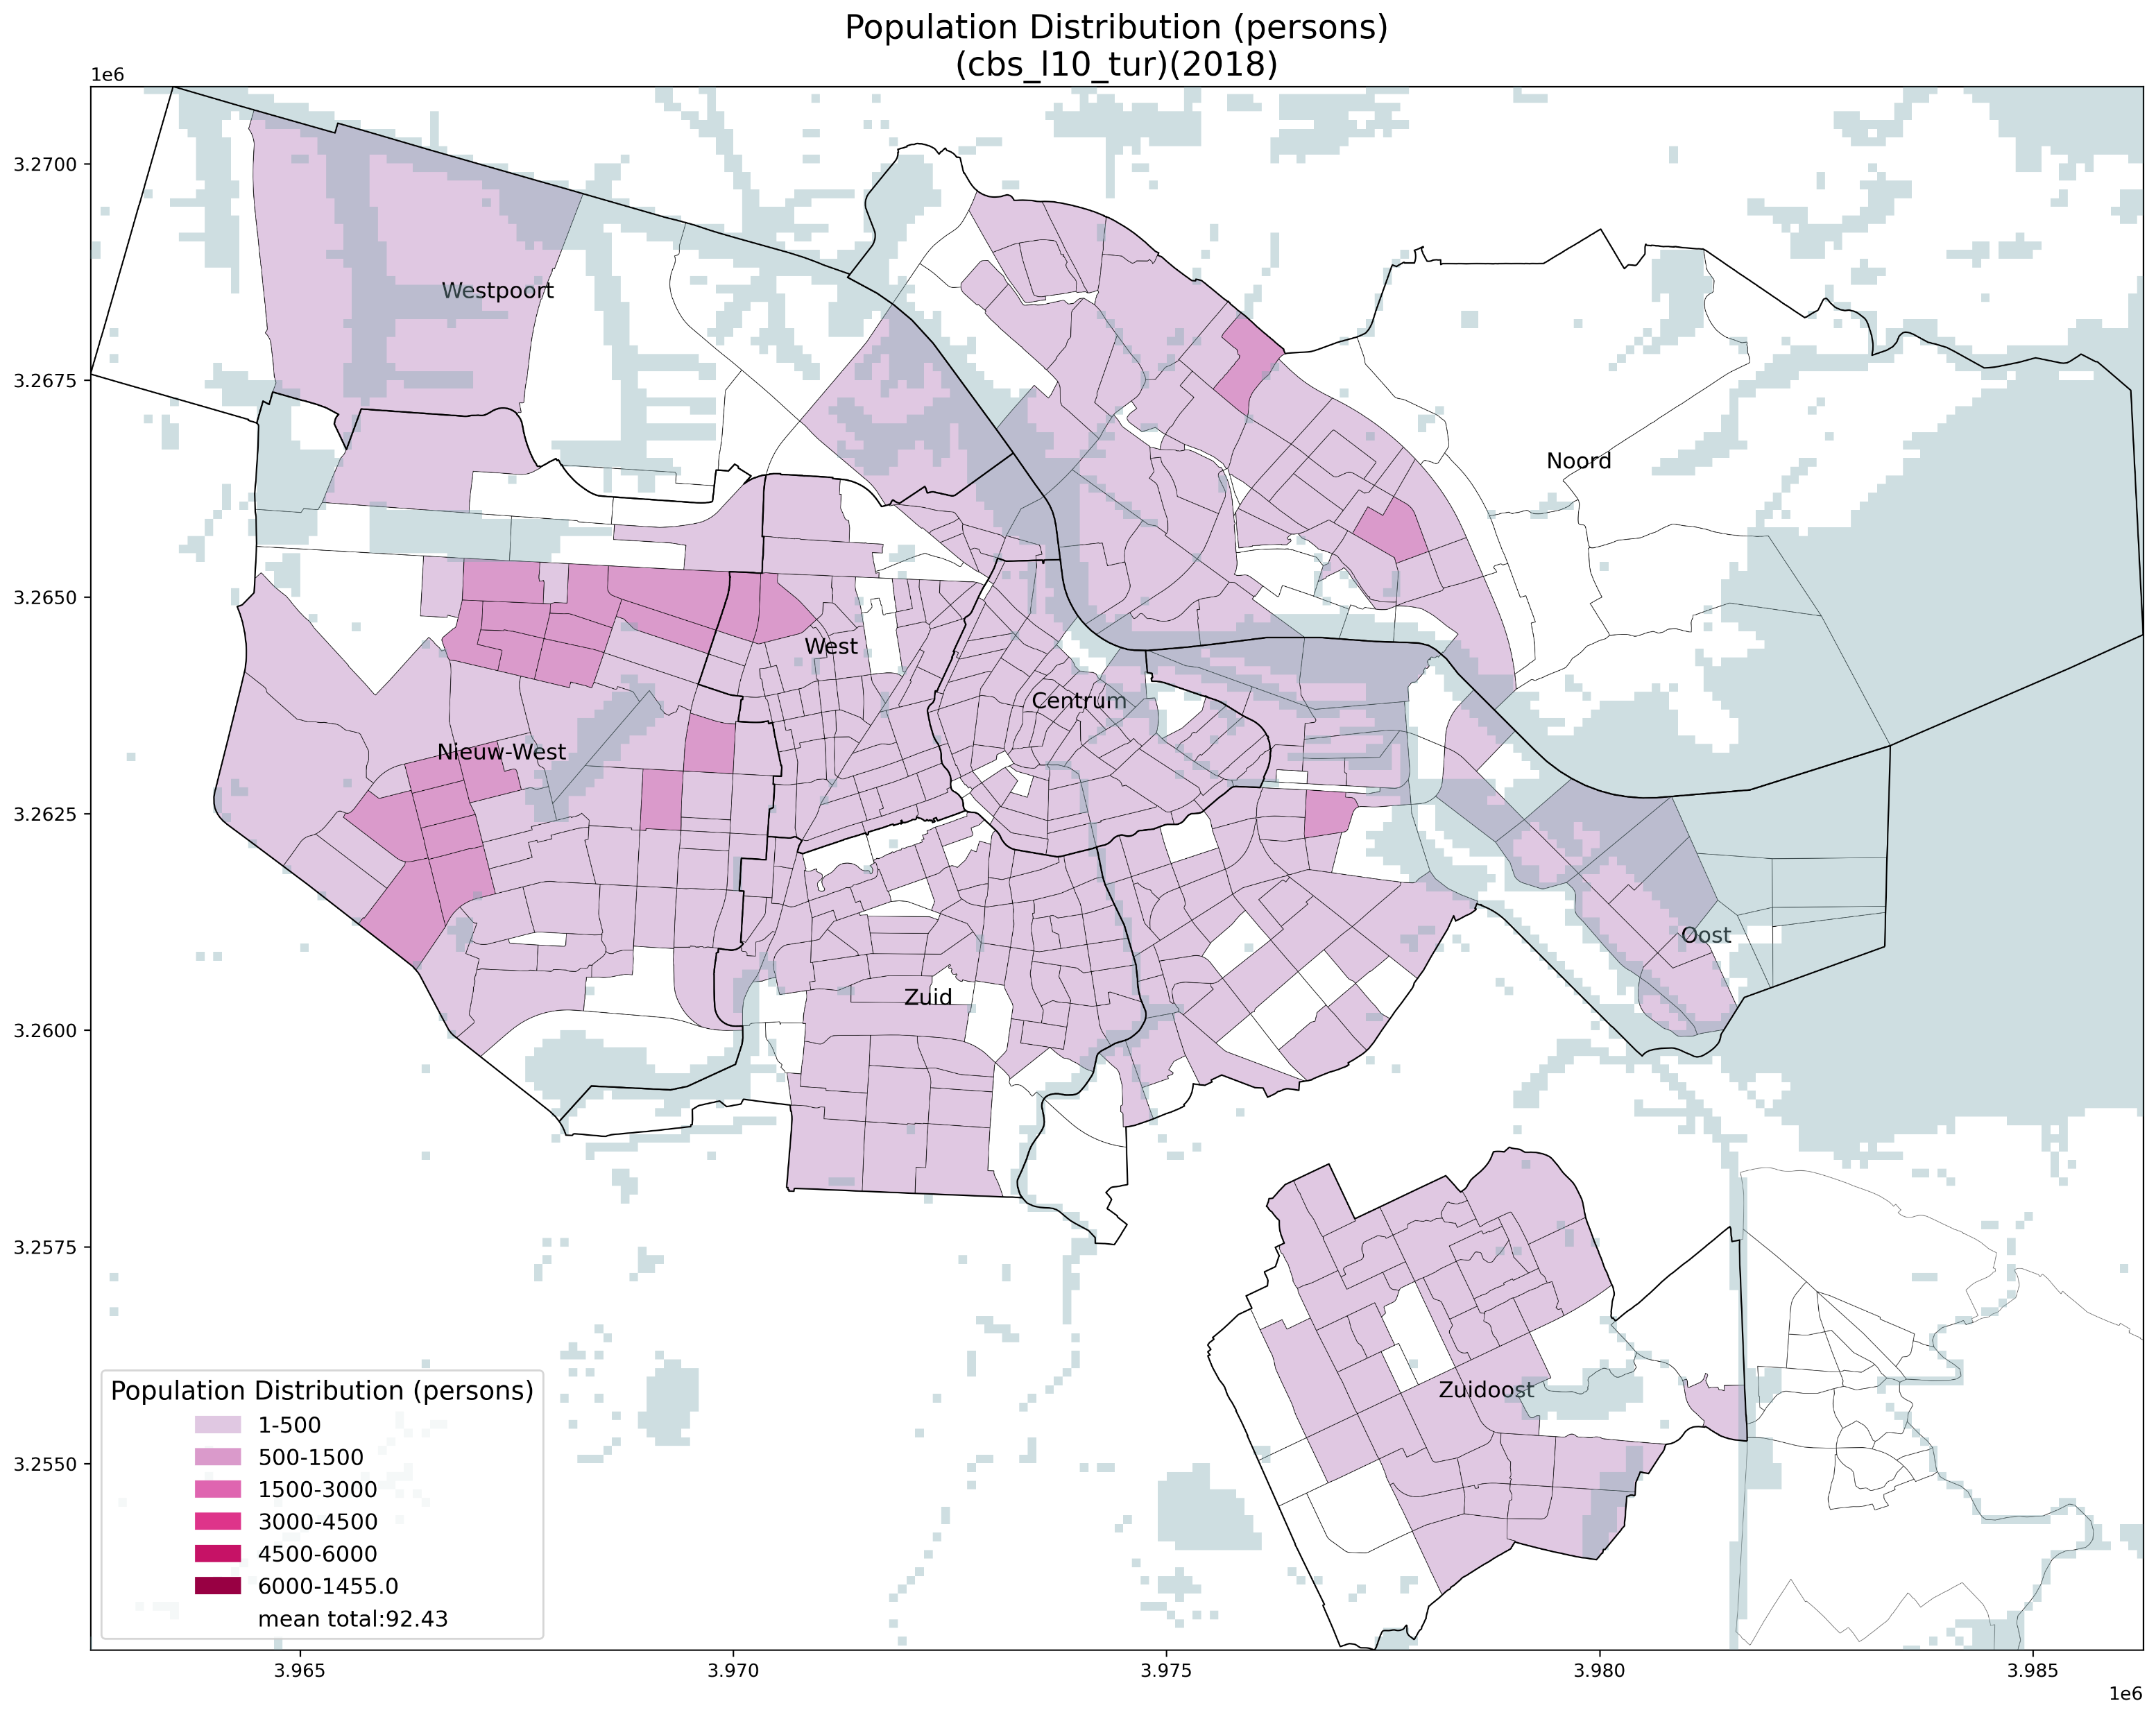 Population Distribution (persons)
(cbs_l10_tur)(2018)
1e6
3.2700
3.2675
3.2650
3.2625
3.2600
3.2575
3.2550
Westpoort
Noord
West
Centrum
Nieuw-West
Oost
Zuid
Zuidoost
Population Distribution (persons)
1-500
500-1500
1500-3000
3000-4500
4500-6000
6000-1455.0
mean total:92.43
3.965
3.970
3.975
3.980
3.985
1e6